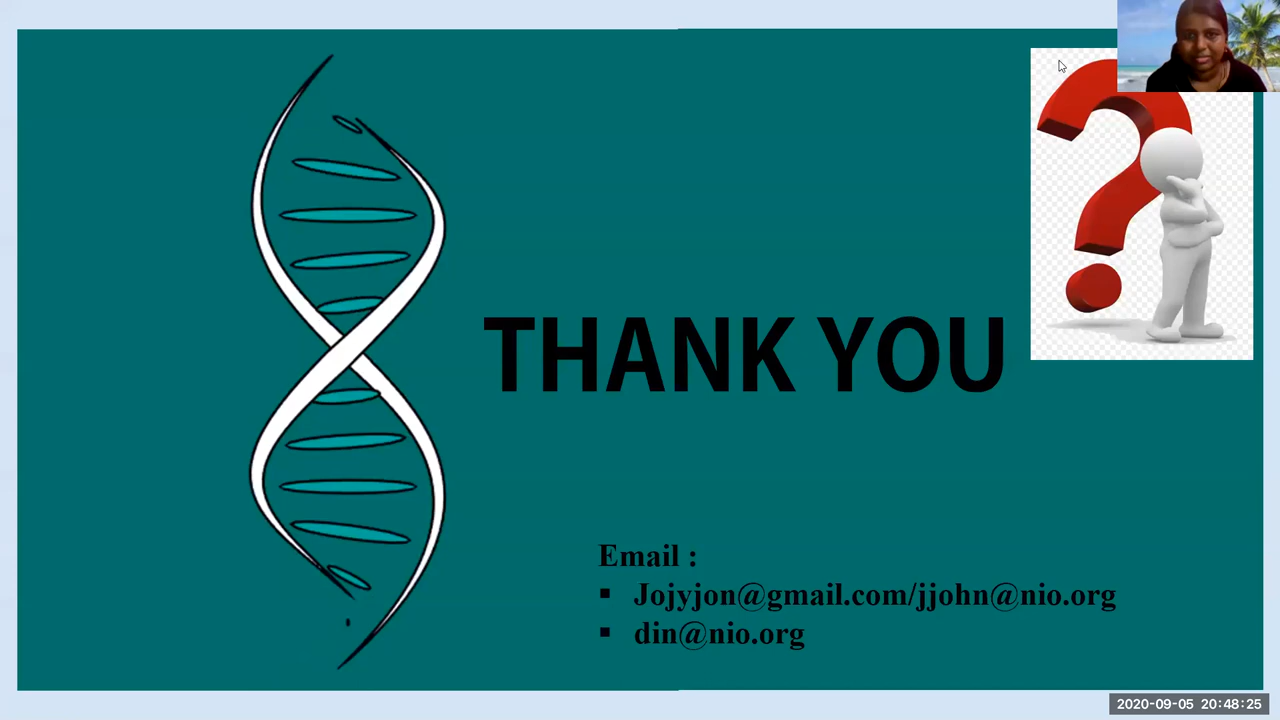 THANK YOU
Email :
▪ Jojyjon@gmail.com/jjohn@nio.org
▪ din@nio.org
2020-09-05 20:48:25